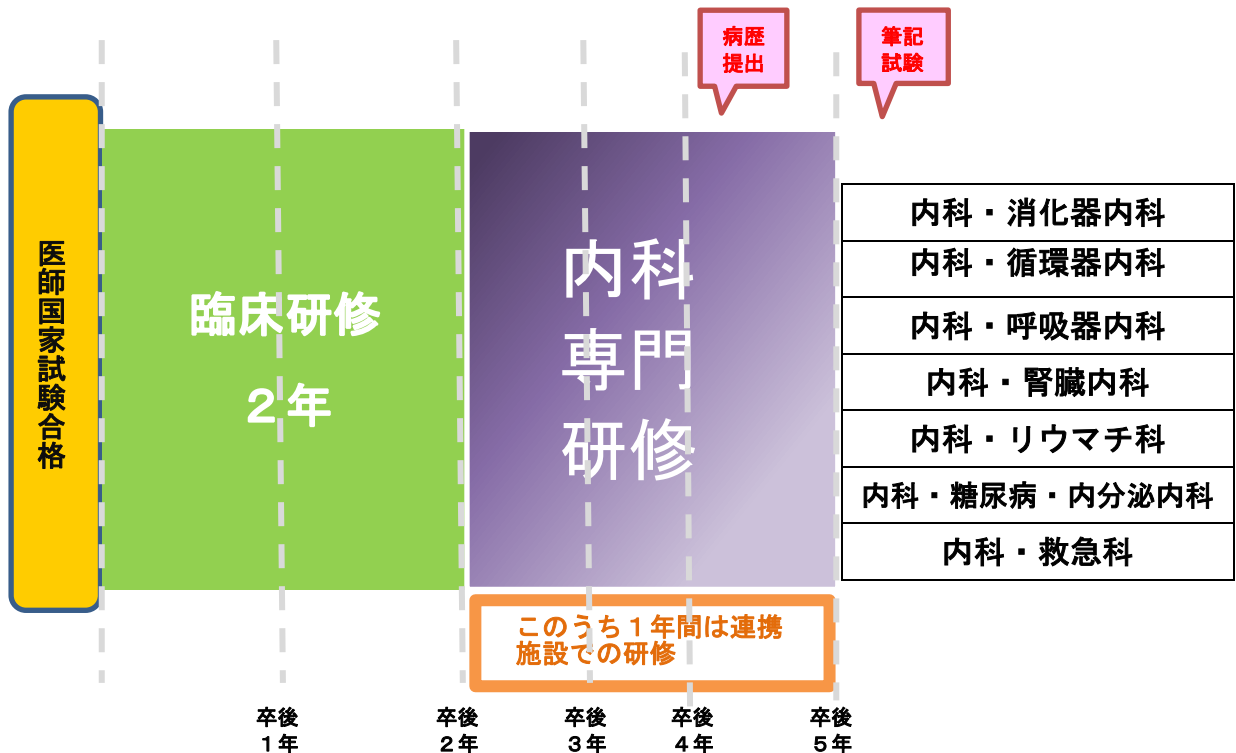 病歴
提出
筆記
試験
医師国家試験合格
臨床研修
２年
内科
専門
研修
内科・消化器内科
内科・循環器内科
内科・呼吸器内科
内科・腎臓内科
内科・リウマチ科
内科・糖尿病・内分泌内科
内科・救急科
このうち１年間は連携
施設での研修
卒後
１年
卒後
２年
卒後
３年
卒後
４年
卒後
５年